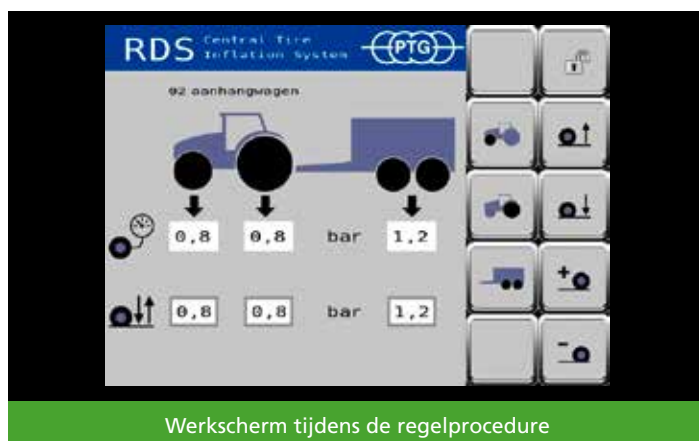 RDS Central Tire Inflation System PTG
02 aanhangwagen
0,8 0,8 bar 1,2
0,8 0,8 bar 1,2
Werkscherm tijdens de regelprocedure